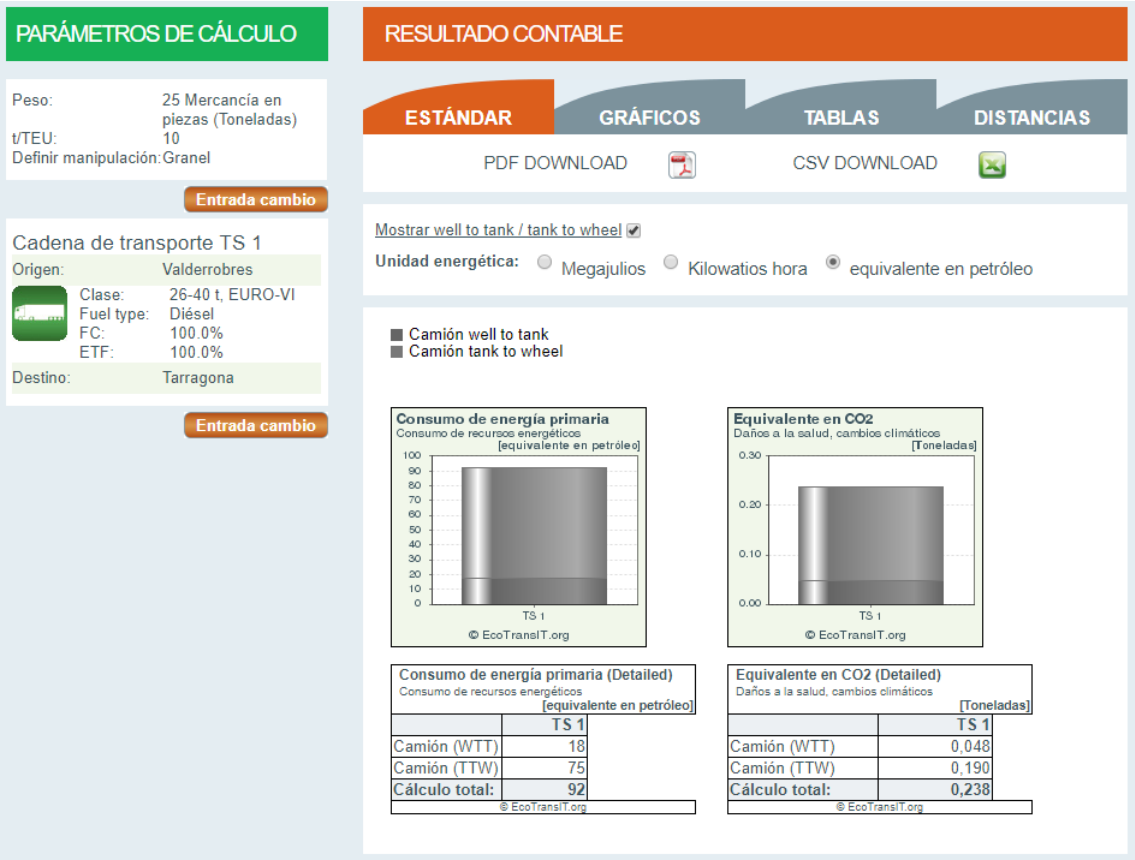 PARÁMETROS DE CÁLCULO
Peso: 25 Mercancía en
piezas (Toneladas)
t/TEU: 10
Definir manipulación: Granel
Entrada cambio
Cadena de transporte TS 1
Origen: Valderrobres
Clase: 26-40 t, EURO-VI
Fuel type: Diésel
FC: 100.0%
ETF: 100.0%
Destino: Tarragona
Entrada cambio
RESULTADO CONTABLE
ESTÁNDAR GRÁFICOS TABLAS DISTANCIAS
PDF DOWNLOAD CSV DOWNLOAD
Mostrar well to tank / tank to wheel
Unidad energética: Megajulios Kilowatios hora equivalente en petróleo
Camión well to tank
Camión tank to wheel
Consumo de energía primaria
Consumo de recursos energéticos
[equivalente en petróleo]
100
90
80
70
60
50
40
30
20
10
0
TS 1
© EcoTransIT.org
Equivalente en CO2
Daños a la salud, cambios climáticos
[Toneladas]
0.30
0.20
0.10
0.00
TS 1
© EcoTransIT.org
Consumo de energía primaria (Detailed)
Consumo de recursos energéticos
[equivalente en petróleo]
TS 1
Camión (WTT) 18
Camión (TTW) 75
Cálculo total: 92
© EcoTransIT.org
Equivalente en CO2 (Detailed)
Daños a la salud, cambios climáticos
[Toneladas]
TS 1
Camión (WTT) 0,048
Camión (TTW) 0,190
Cálculo total: 0,238
© EcoTransIT.org